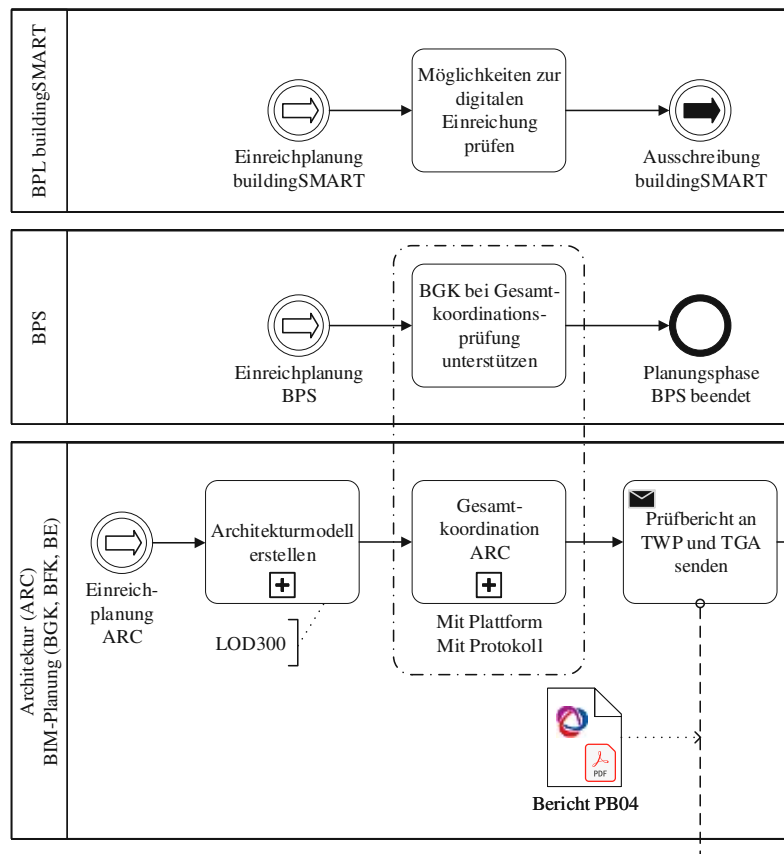 BPL buildingSMART
Einreichplanung
buildingSMART
Möglichkeiten zur
digitalen
Einreichung
prüfen
Ausschreibung
buildingSMART
BPS
Einreichplanung
BPS
BGK bei Gesamt-
koordinations-
prüfung
unterstützen
Planungsphase
BPS beendet
Architektur (ARC)
BIM-Planung (BGK, BFK, BE)
Einreich-
planung
ARC
Architekturmodell
erstellen
LOD300
Gesamt-
koordination
ARC
Mit Plattform
Mit Protokoll
Prüfbericht an
TWP und TGA
senden
PDF
Bericht PB04